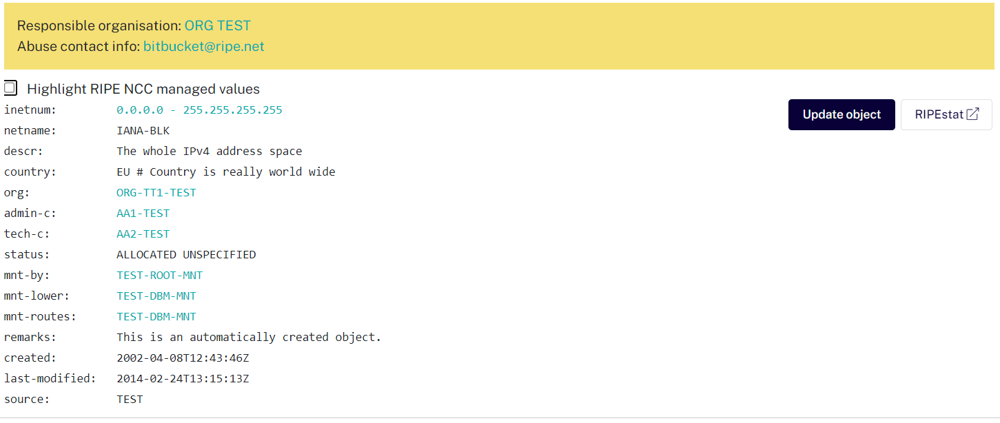 Responsible organisation: ORG TEST
Abuse contact info: bitbucket@ripe.net
Highlight RIPE NCC managed values
inetnum: 0.0.0.0 - 255.255.255.255
Update object
RIPEstat
netname: IANA-BLK
descr: The whole IPv4 address space
country: EU # Country is really world wide
org: ORG-TT1-TEST
admin-c: AA1-TEST
tech-c: AA2-TEST
status: ALLOCATED UNSPECIFIED
mnt-by: TEST-ROOT-MNT
mnt-lower: TEST-DBM-MNT
mnt-routes: TEST-DBM-MNT
remarks: This is an automatically created object.
created: 2002-04-08T12:43:46Z
last-modified: 2014-02-24T13:15:13Z
source: TEST